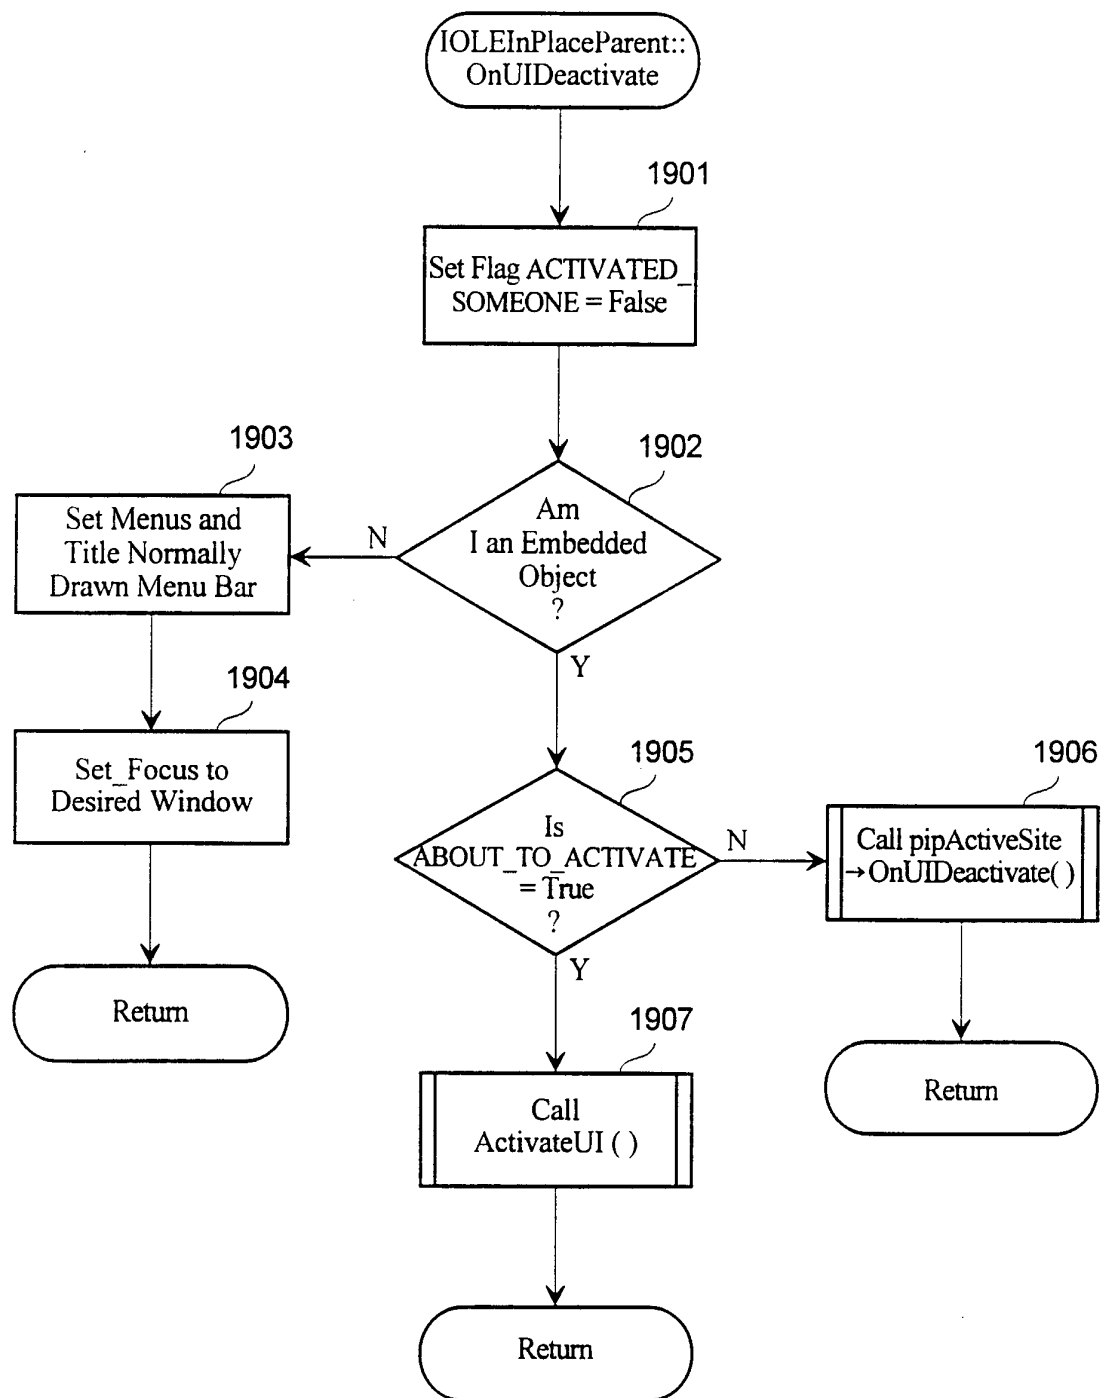 IOLEInPlaceParent::
OnUIDeactivate
1901
Set Flag ACTIVATED_
SOMEONE = False
1902
Am
I an Embedded
Object
?
N
Y
1903
Set Menus and
Title Normally
Drawn Menu Bar
1904
Set_Focus to
Desired Window
Return
1905
Is
ABOUT_TO_ACTIVATE
= True
?
N
Y
1906
Call pipActiveSite
→OnUIDeactivate( )
Return
1907
Call
ActivateUI ( )
Return